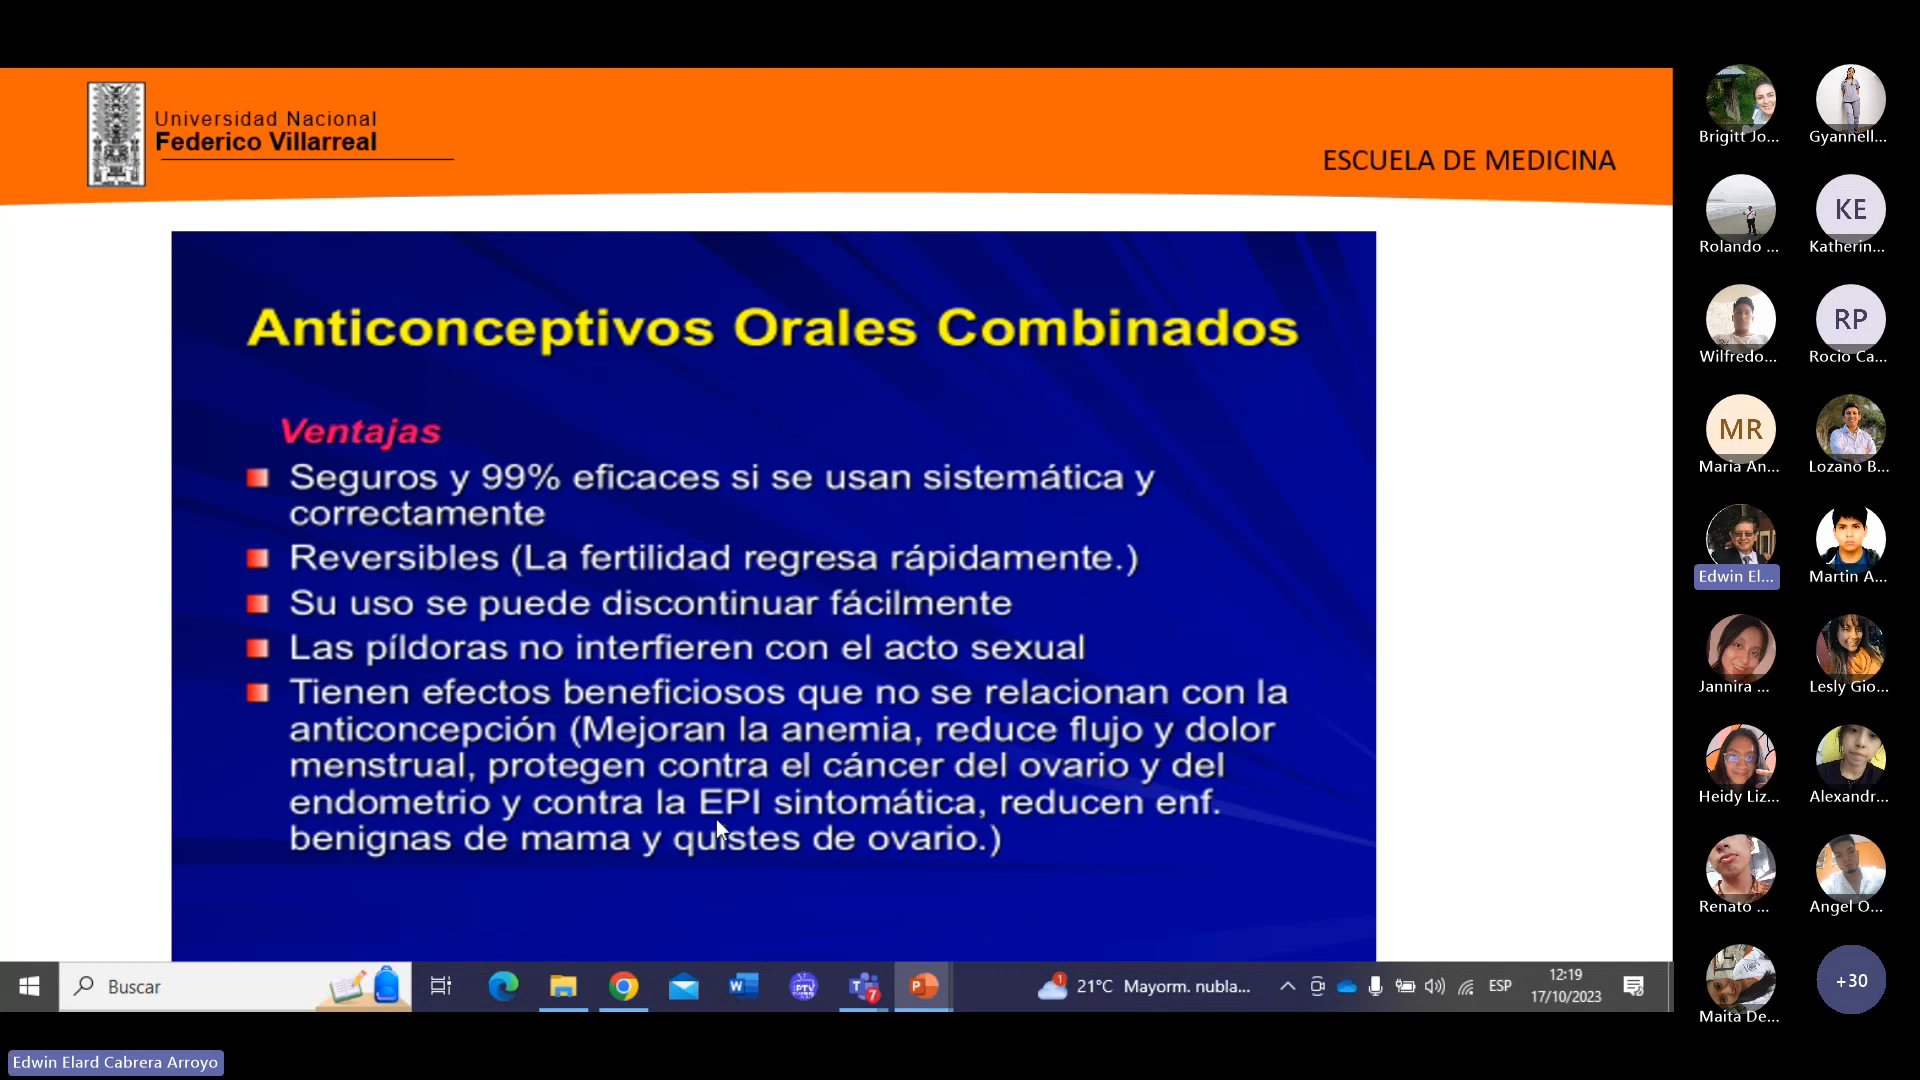 Universidad Nacional
Federico Villarreal
ESCUELA DE MEDICINA
Anticonceptivos Orales Combinados
Ventajas
Seguros y 99% eficaces si se usan sistemática y
correctamente
Reversibles (La fertilidad regresa rápidamente.)
Su uso se puede discontinuar fácilmente
Las píldoras no interfieren con el acto sexual
Tienen efectos beneficiosos que no se relacionan con la
anticoncepción (Mejoran la anemia, reduce flujo y dolor
menstrual, protegen contra el cáncer del ovario y del
endometrio y contra la EPI sintomática, reducen enf.
benignas de mama y quistes de ovario.)
Buscar
PTV
7
1
21°C Mayorm. nubla...
ESP
12:19
17/10/2023
Edwin Elard Cabrera Arroyo
Brigitt Jo...
Gyannell...
Rolando ...
KE
Katherin...
Wilfredo...
RP
Rocio Ca...
MR
Maria An...
Lozano B...
Edwin El...
Martin A...
Jannira ...
Lesly Gio...
Heidy Liz...
Alexandr...
Renato ...
Angel O...
Maita De...
+30